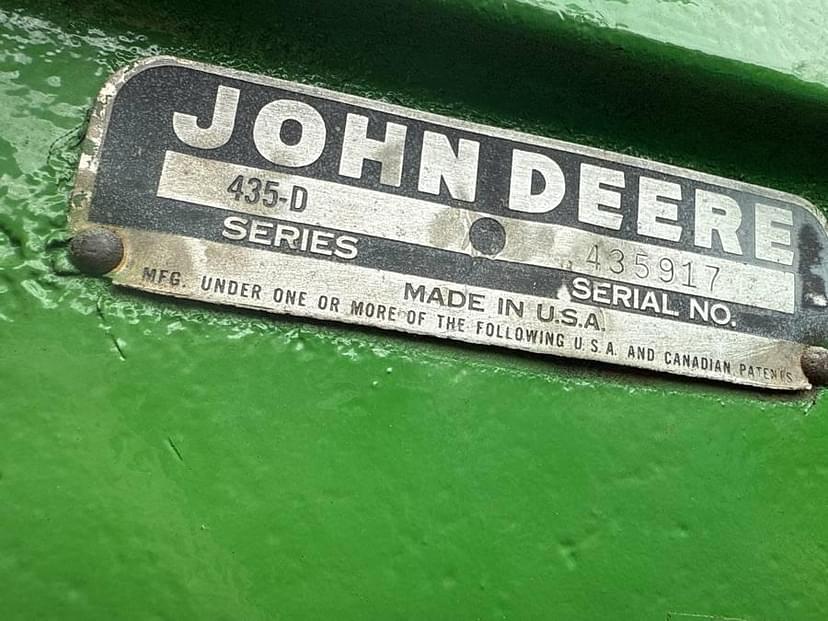 JOHN DEERE
435-D 435917
SERIES SERIAL NO.
MADE IN U.S.A.
MFG. UNDER ONE OR MORE OF THE FOLLOWING U.S.A. AND CANADIAN PATENTS